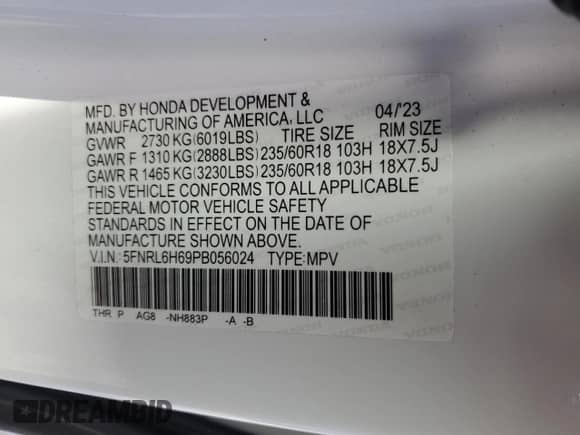 MFD. BY HONDA DEVELOPMENT &
MANUFACTURING OF AMERICA, LLC 04/'23
GVWR 2730 KG(6019LBS) TIRE SIZE RIM SIZE
GAWR F 1310 KG(2888LBS) 235/60R18 103H 18X7.5J
GAWR R 1465 KG(3230LBS) 235/60R18 103H 18X7.5J
THIS VEHICLE CONFORMS TO ALL APPLICABLE
FEDERAL MOTOR VEHICLE SAFETY
STANDARDS IN EFFECT ON THE DATE OF
MANUFACTURE SHOWN ABOVE.
V.I.N.: 5FNRL6H69PB056024 TYPE: MPV
THR P AG8 -NH883P -A -B
DREAMBID